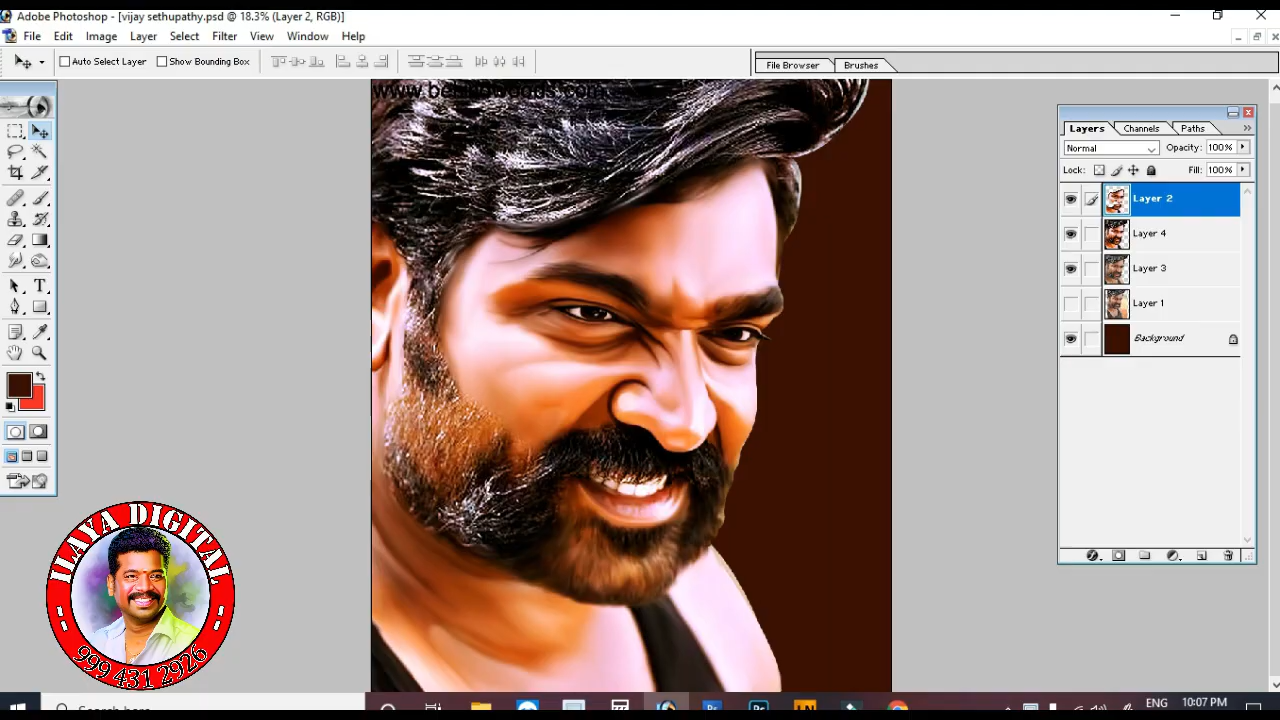 Adobe Photoshop - [vijay sethupathy.psd @ 18.3% (Layer 2, RGB)]
File Edit Image Layer Select Filter View Window Help
Auto Select Layer Show Bounding Box
File Browser Brushes
Layers Channels Paths
Normal Opacity: 100%
Lock: Fill: 100%
Layer 2
Layer 4
Layer 3
Layer 1
Background
ILAYA DIGITAL
999 431 2926
ENG 10:07 PM